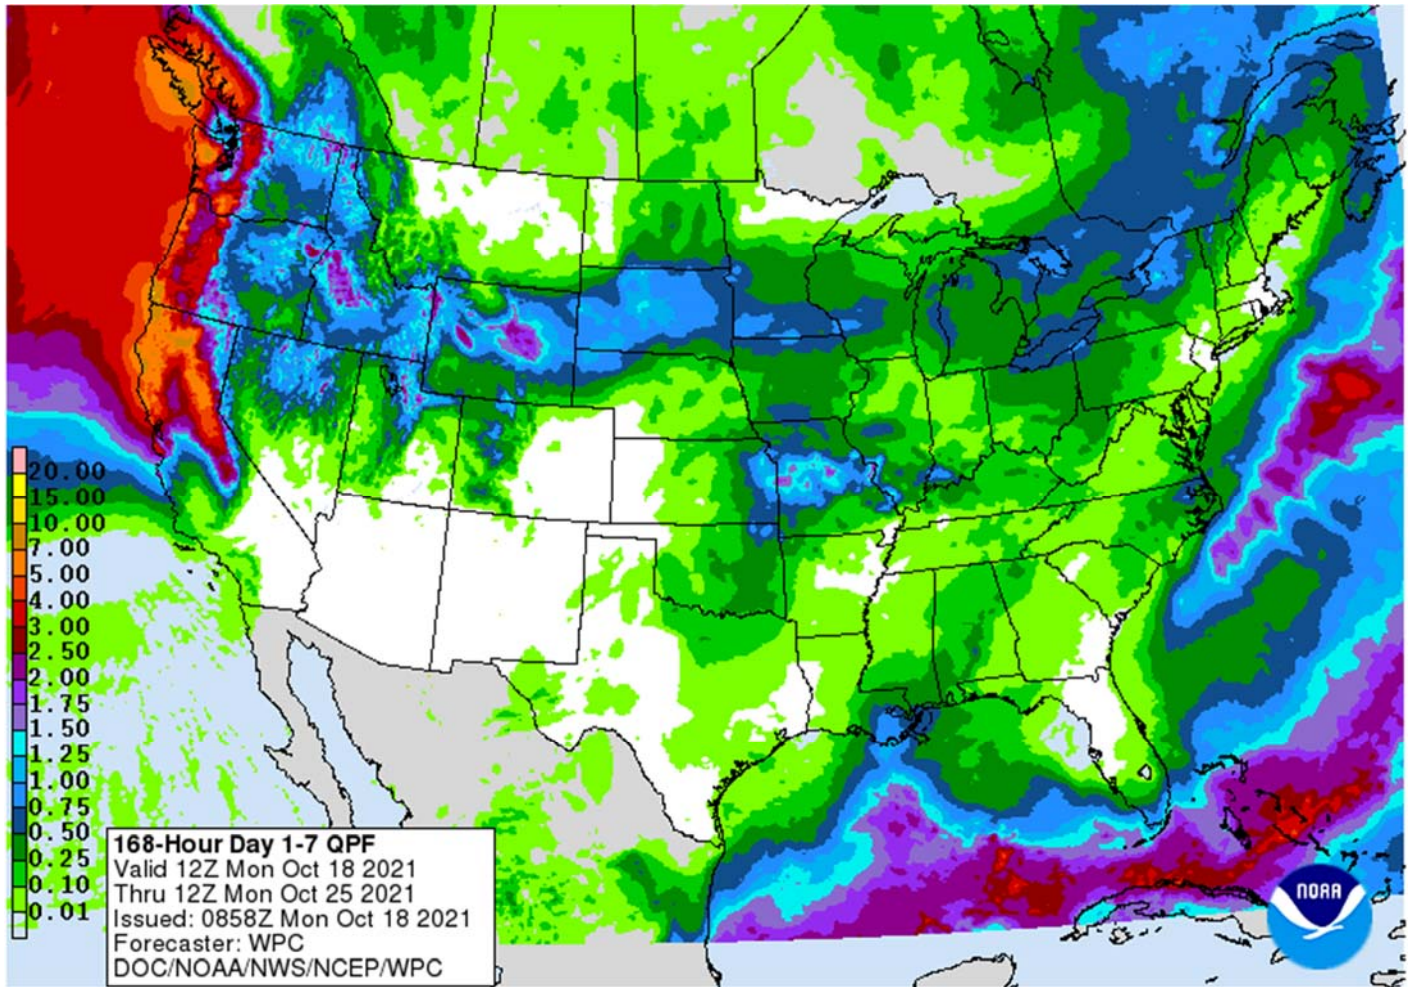 20.00
15.00
10.00
7.00
5.00
4.00
3.00
2.50
2.00
1.75
1.50
1.25
1.00
0.75
0.50
0.25
0.10
0.01
168-Hour Day 1-7 QPF
Valid 12Z Mon Oct 18 2021
Thru 12Z Mon Oct 25 2021
Issued: 0858Z Mon Oct 18 2021
Forecaster: WPC
DOC/NOAA/NWS/NCEP/WPC
NOAA